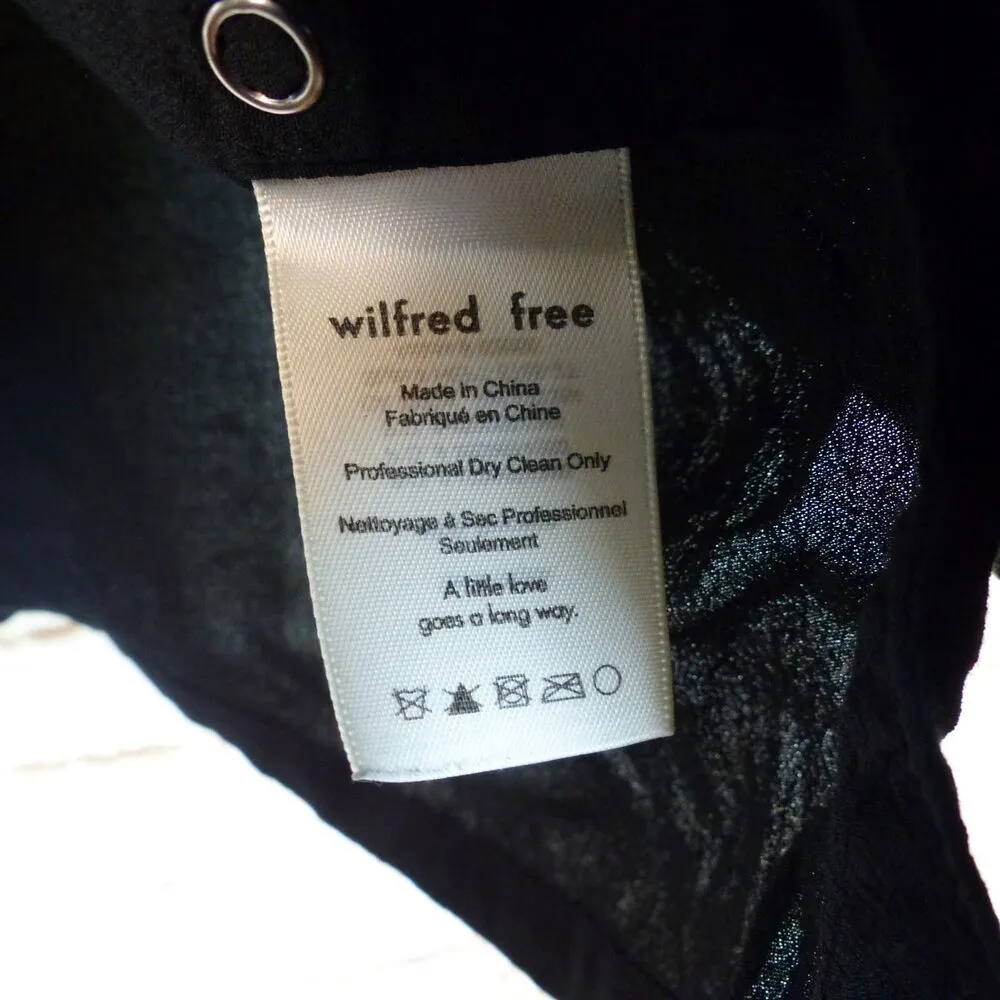 wilfred free
Made in China
Fabriqué en Chine
Professional Dry Clean Only
Nettoyage à Sec Professionnel
Seulement
A little love
goes a long way.